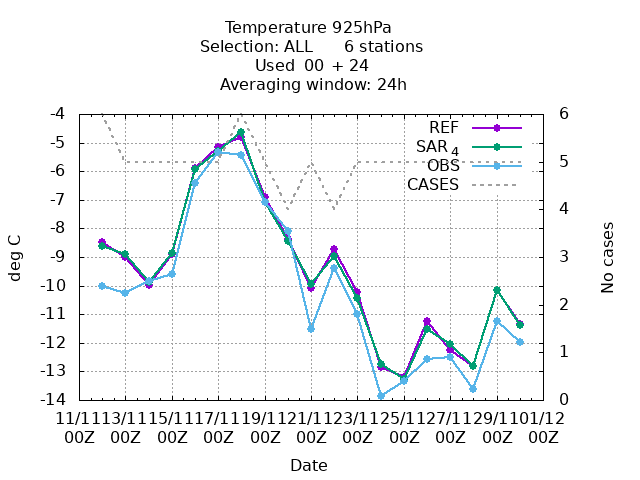 Temperature 925hPa
Selection: ALL 6 stations
Used 00 + 24
Averaging window: 24h
REF
SAR 4
OBS
CASES
-4
-5
-6
-7
-8
-9
-10
-11
-12
-13
-14
6
5
4
3
2
1
0
deg C
No cases
11/11 13/11 15/11 17/11 19/11 21/11 23/11 25/11 27/11 29/11 01/12
00Z 00Z 00Z 00Z 00Z 00Z 00Z 00Z 00Z 00Z 00Z
Date